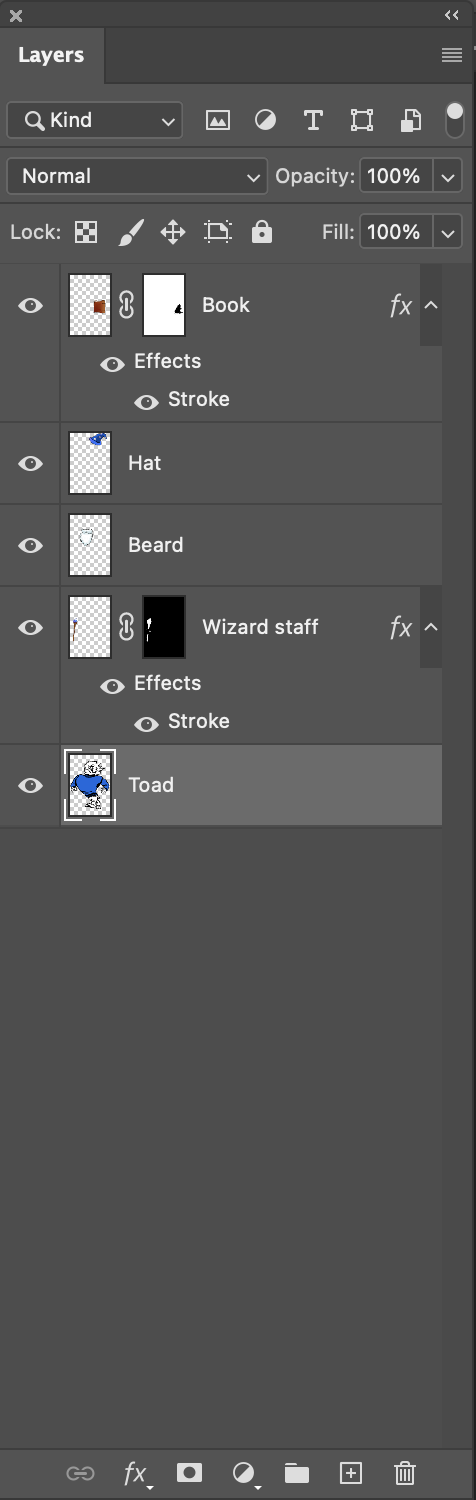 Layers
Kind
Normal Opacity: 100%
Lock: Fill: 100%
Book fx
Effects
Stroke
Hat
Beard
Wizard staff fx
Effects
Stroke
Toad
fx